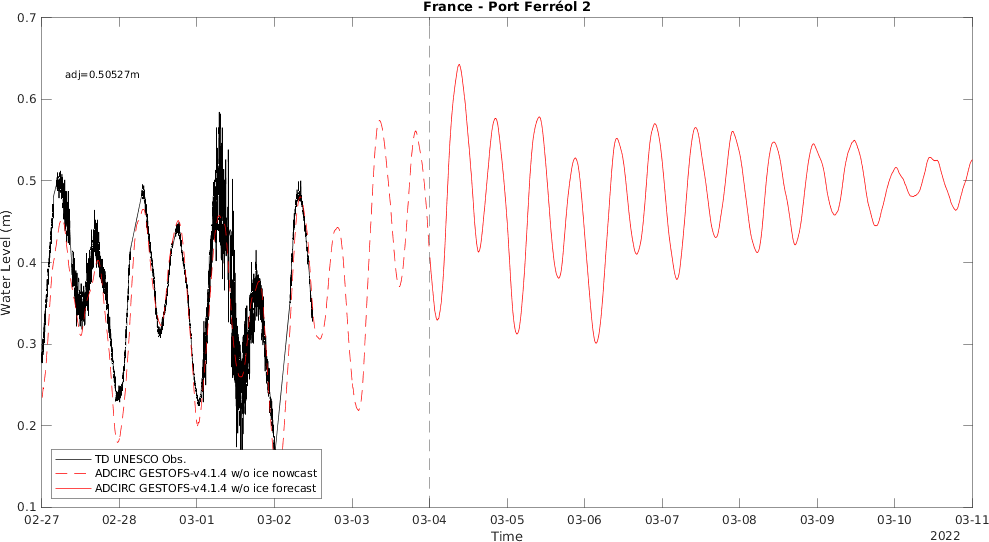 France - Port Ferréol 2
adj=0.50527m
Water Level (m)
0.7
0.6
0.5
0.4
0.3
0.2
0.1
TD UNESCO Obs.
ADCIRC GESTOFS-v4.1.4 w/o ice nowcast
ADCIRC GESTOFS-v4.1.4 w/o ice forecast
02-27 02-28 03-01 03-02 03-03 03-04 03-05 03-06 03-07 03-08 03-09 03-10 03-11
Time
2022